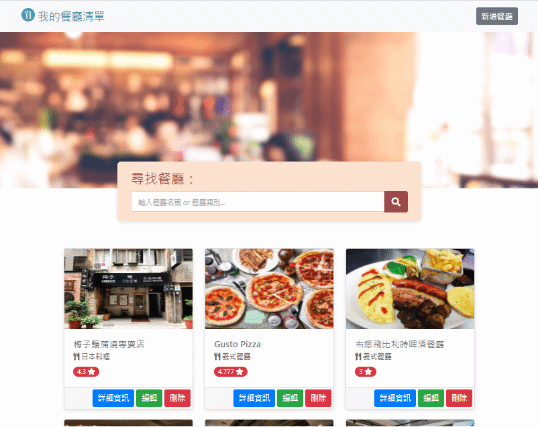 我的餐廳清單
新增餐廳
尋找餐廳：
輸入餐廳名稱 or 餐廳類別...
梅子鰻蒲燒專賣店
日本料理
4.3
詳細資訊 編輯 刪除
Gusto Pizza
義式餐廳
4.777
詳細資訊 編輯 刪除
布娜飛比利時啤酒餐廳
義式餐廳
3
詳細資訊 編輯 刪除